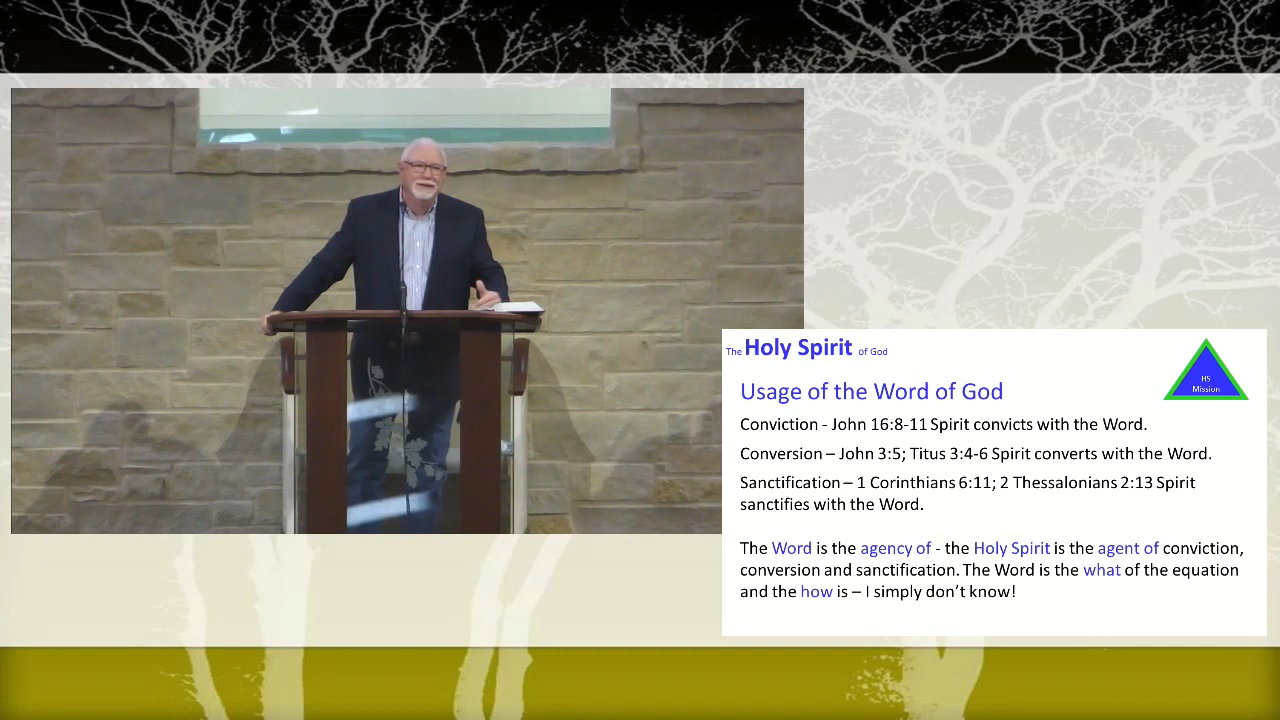 The Holy Spirit of God
HS
Mission
Usage of the Word of God
Conviction - John 16:8-11 Spirit convicts with the Word.
Conversion – John 3:5; Titus 3:4-6 Spirit converts with the Word.
Sanctification – 1 Corinthians 6:11; 2 Thessalonians 2:13 Spirit
sanctifies with the Word.
The Word is the agency of - the Holy Spirit is the agent of conviction,
conversion and sanctification. The Word is the what of the equation
and the how is – I simply don’t know!